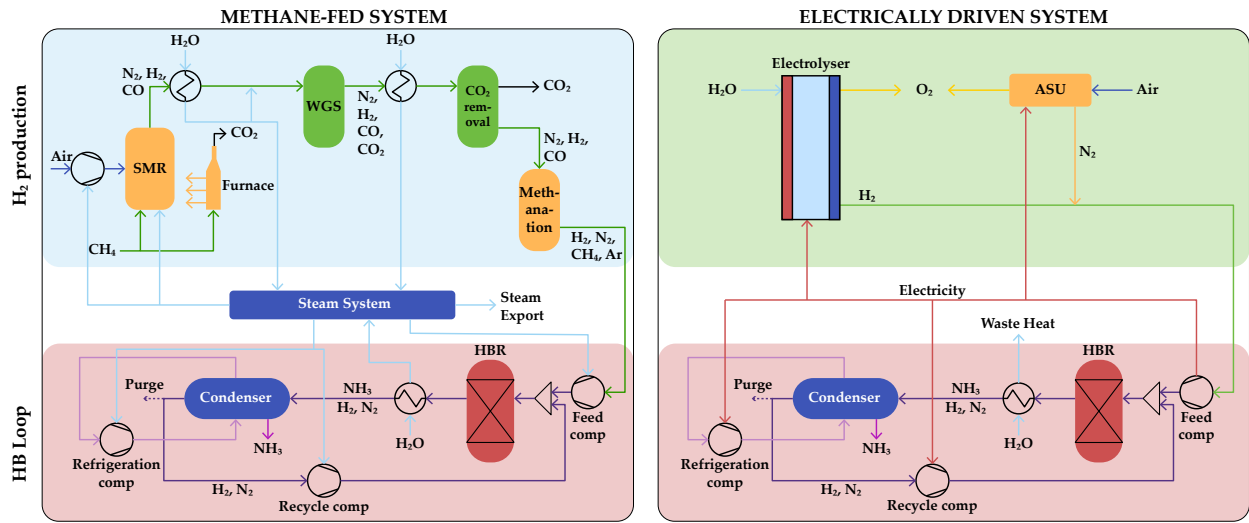 METHANE-FED SYSTEM
H₂ production
H₂O
H₂O
N₂, H₂,
CO
WGS
N₂,
H₂,
CO,
CO₂
CO₂
rem-
oval
CO₂
CO₂
Air
SMR
Furnace
N₂, H₂,
CO
Meth-
ana-
tion
CH₄
H₂, N₂,
CH₄, Ar
Steam System
Steam
Export
HB Loop
HBR
Purge
Condenser
NH₃
H₂, N₂
Feed
comp
NH₃
H₂O
Refrigeration
comp
H₂, N₂
Recycle comp
ELECTRICALLY DRIVEN SYSTEM
Electrolyser
H₂O
O₂
ASU
Air
N₂
H₂
Electricity
Waste Heat
HBR
Purge
Condenser
NH₃
H₂, N₂
Feed
comp
NH₃
H₂O
Refrigeration
comp
H₂, N₂
Recycle comp